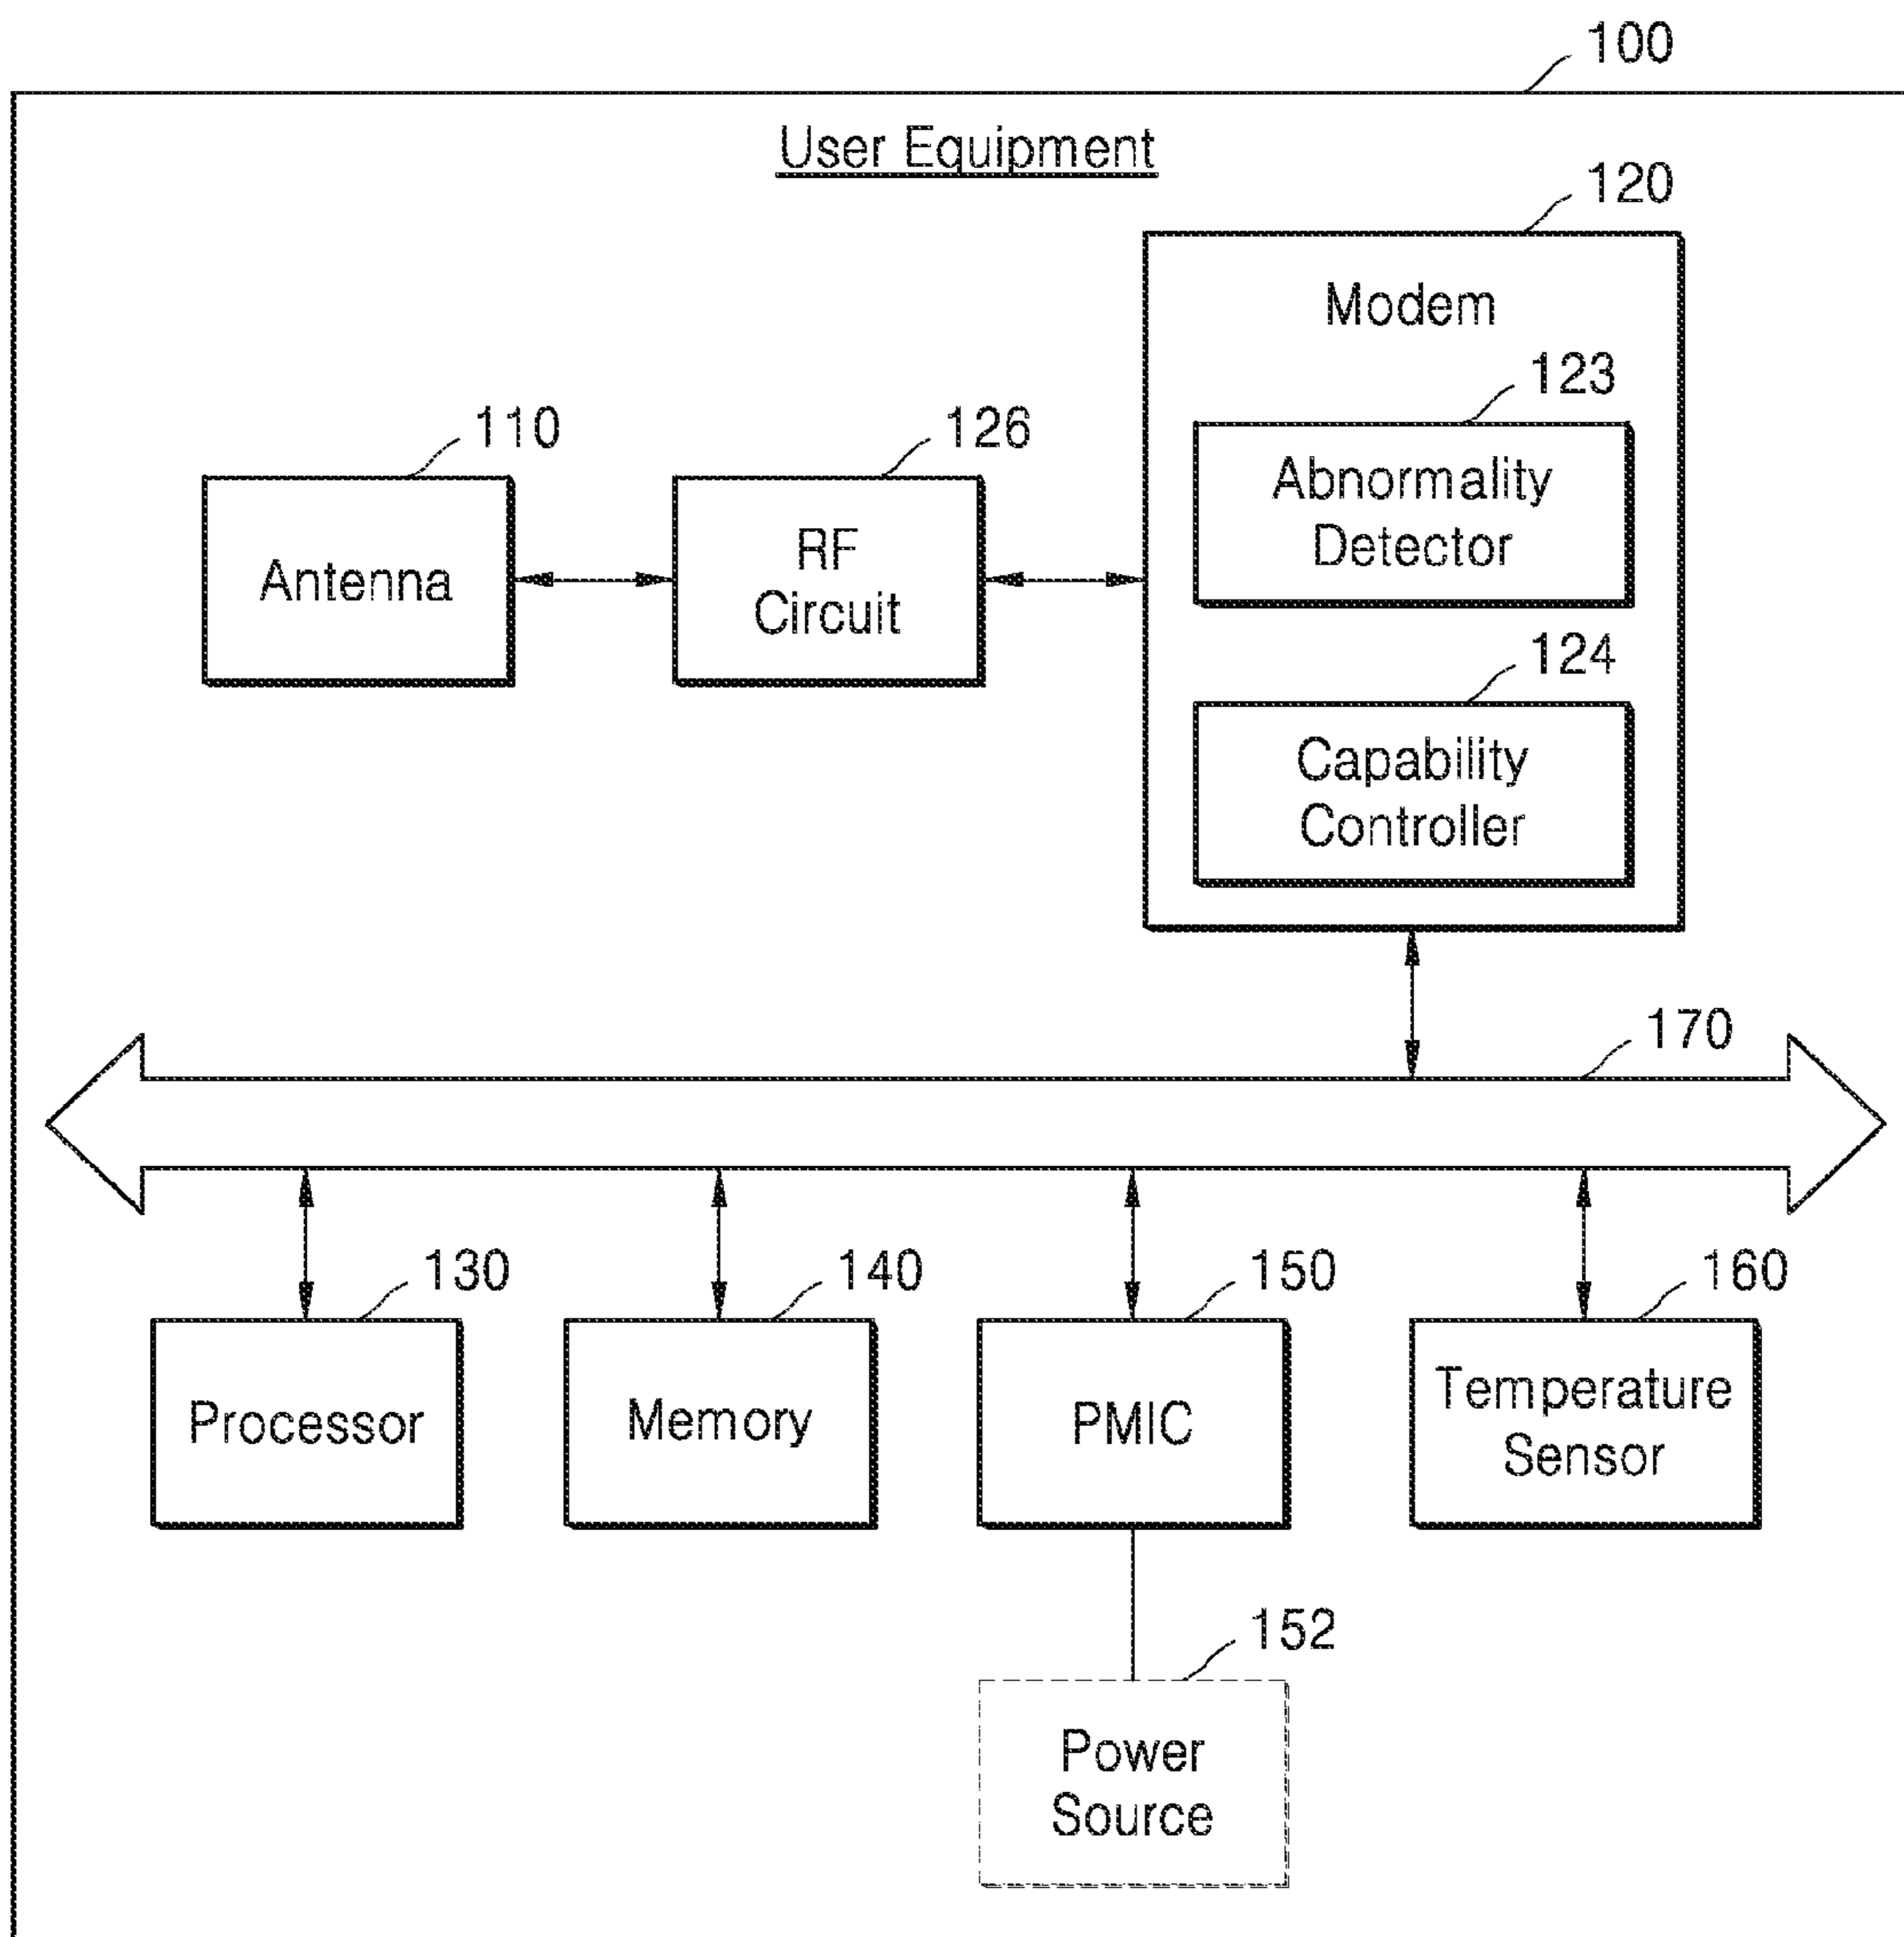 100
User Equipment
120
Modem
123
Abnormality
Detector
110
126
Antenna
RF
Circuit
124
Capability
Controller
170
130
140
150
160
Processor
Memory
PMIC
Temperature
Sensor
152
Power
Source